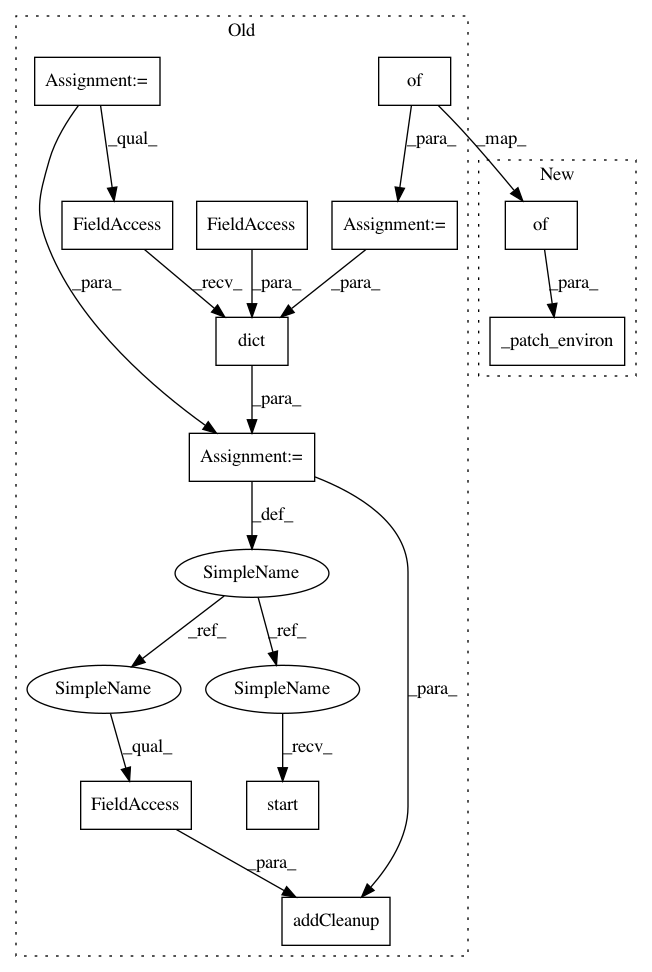 Old
Assignment:=
of
_qual_
_para_
_map_
New
FieldAccess
FieldAccess
Assignment:=
of
_para_
_recv_
_para_
_para_
_para_
dict
_patch_environ
_para_
Assignment:=
_def_
SimpleName
_ref_
_ref_
SimpleName
SimpleName
_para_
_qual_
_recv_
FieldAccess
start
_para_
addCleanup